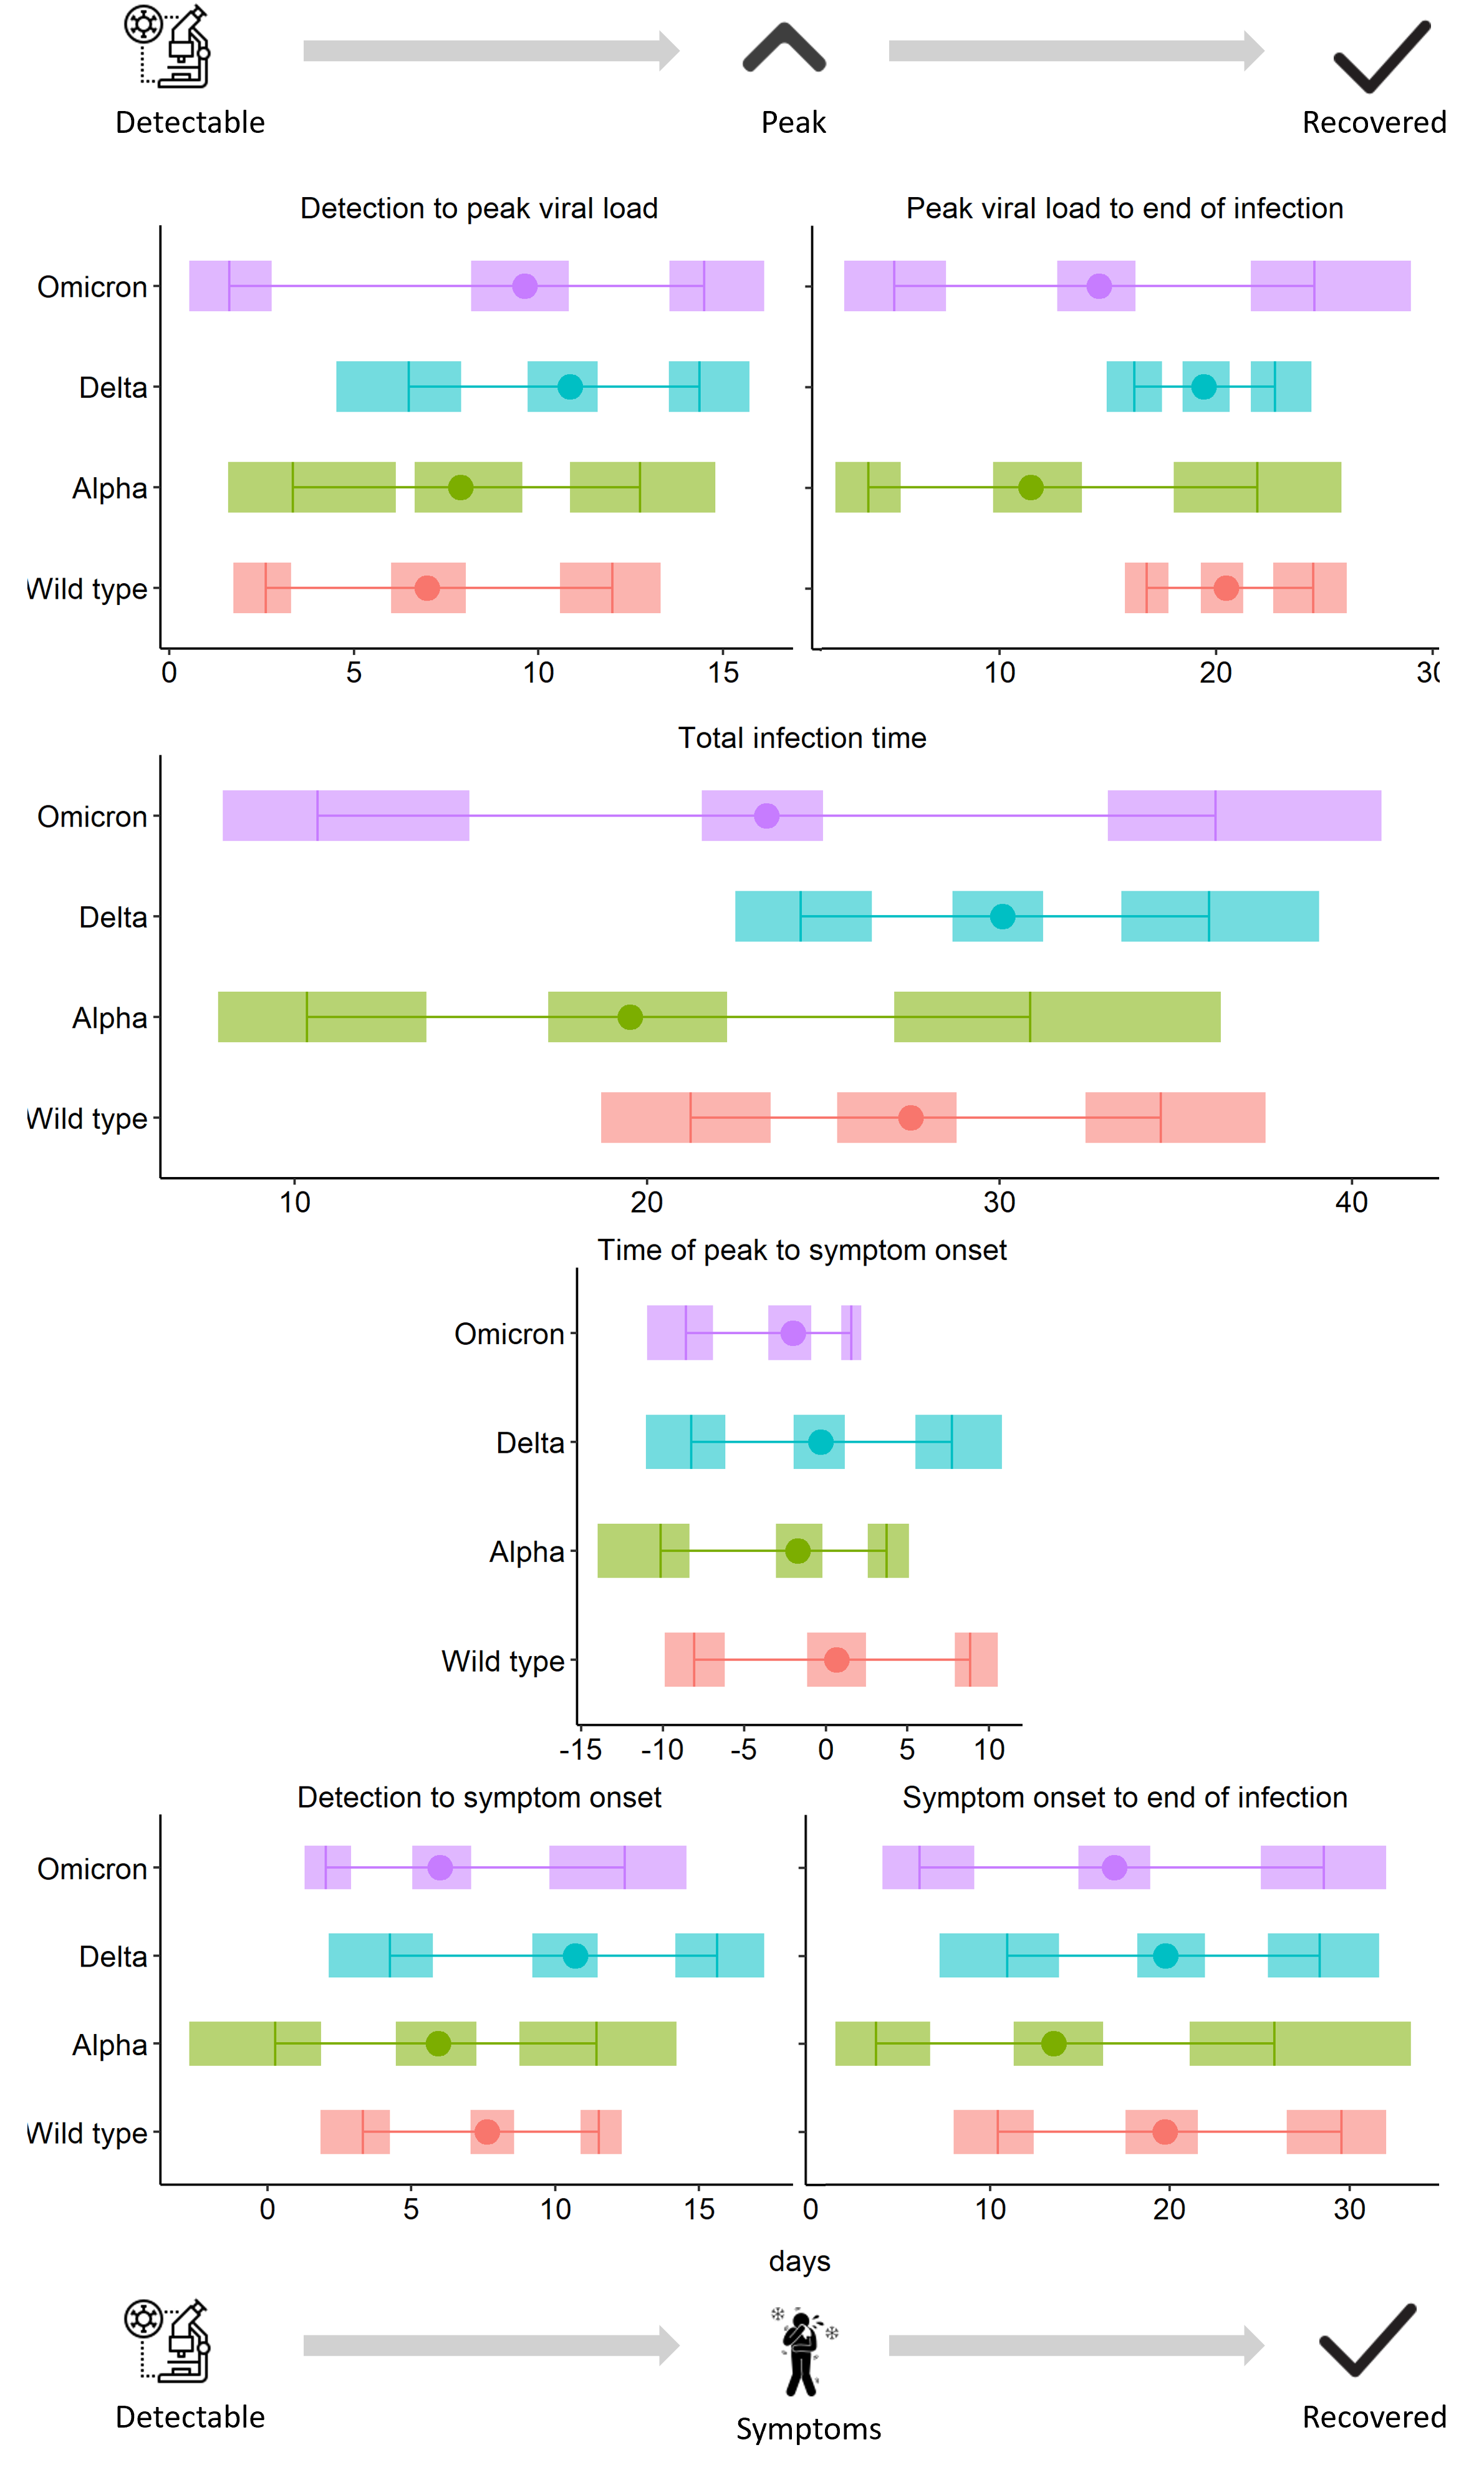 Detectable Peak Recovered
Detection to peak viral load Peak viral load to end of infection
Omicron
Delta
Alpha
Wild type
0 5 10 15 10 20 30
Total infection time
Omicron
Delta
Alpha
Wild type
10 20 30 40
Time of peak to symptom onset
Omicron
Delta
Alpha
Wild type
-15 -10 -5 0 5 10
Detection to symptom onset Symptom onset to end of infection
Omicron
Delta
Alpha
Wild type
0 5 10 15 0 10 20 30
days
Detectable Symptoms Recovered